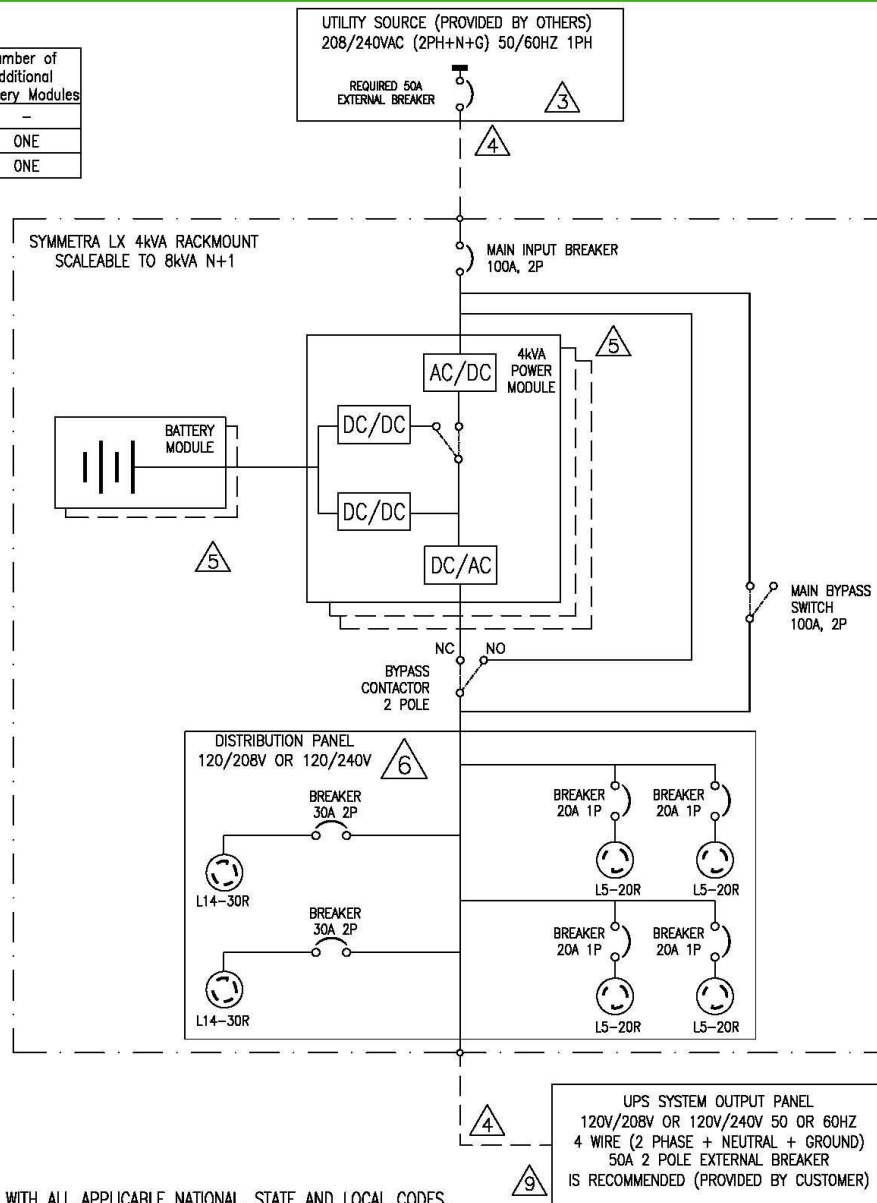 UTILITY SOURCE (PROVIDED BY OTHERS)
208/240VAC (2PH+N+G) 50/60HZ 1PH
REQUIRED 50A
EXTERNAL BREAKER
3
4
umber of
dditional
ery Modules
–
ONE
ONE
SYMMETRA LX 4kVA RACKMOUNT
SCALEABLE TO 8kVA N+1
MAIN INPUT BREAKER
100A, 2P
4kVA
POWER
MODULE
5
AC/DC
DC/DC
DC/DC
DC/AC
BATTERY
MODULE
5
MAIN BYPASS
SWITCH
100A, 2P
NC
NO
BYPASS
CONTACTOR
2 POLE
DISTRIBUTION PANEL
120/208V OR 120/240V
6
BREAKER
30A 2P
L14-30R
BREAKER
30A 2P
L14-30R
BREAKER
20A 1P
L5-20R
BREAKER
20A 1P
L5-20R
BREAKER
20A 1P
L5-20R
BREAKER
20A 1P
L5-20R
4
9
UPS SYSTEM OUTPUT PANEL
120V/208V OR 120V/240V 50 OR 60HZ
4 WIRE (2 PHASE + NEUTRAL + GROUND)
50A 2 POLE EXTERNAL BREAKER
IS RECOMMENDED (PROVIDED BY CUSTOMER)
WITH ALL APPLICABLE NATIONAL, STATE AND LOCAL CODES